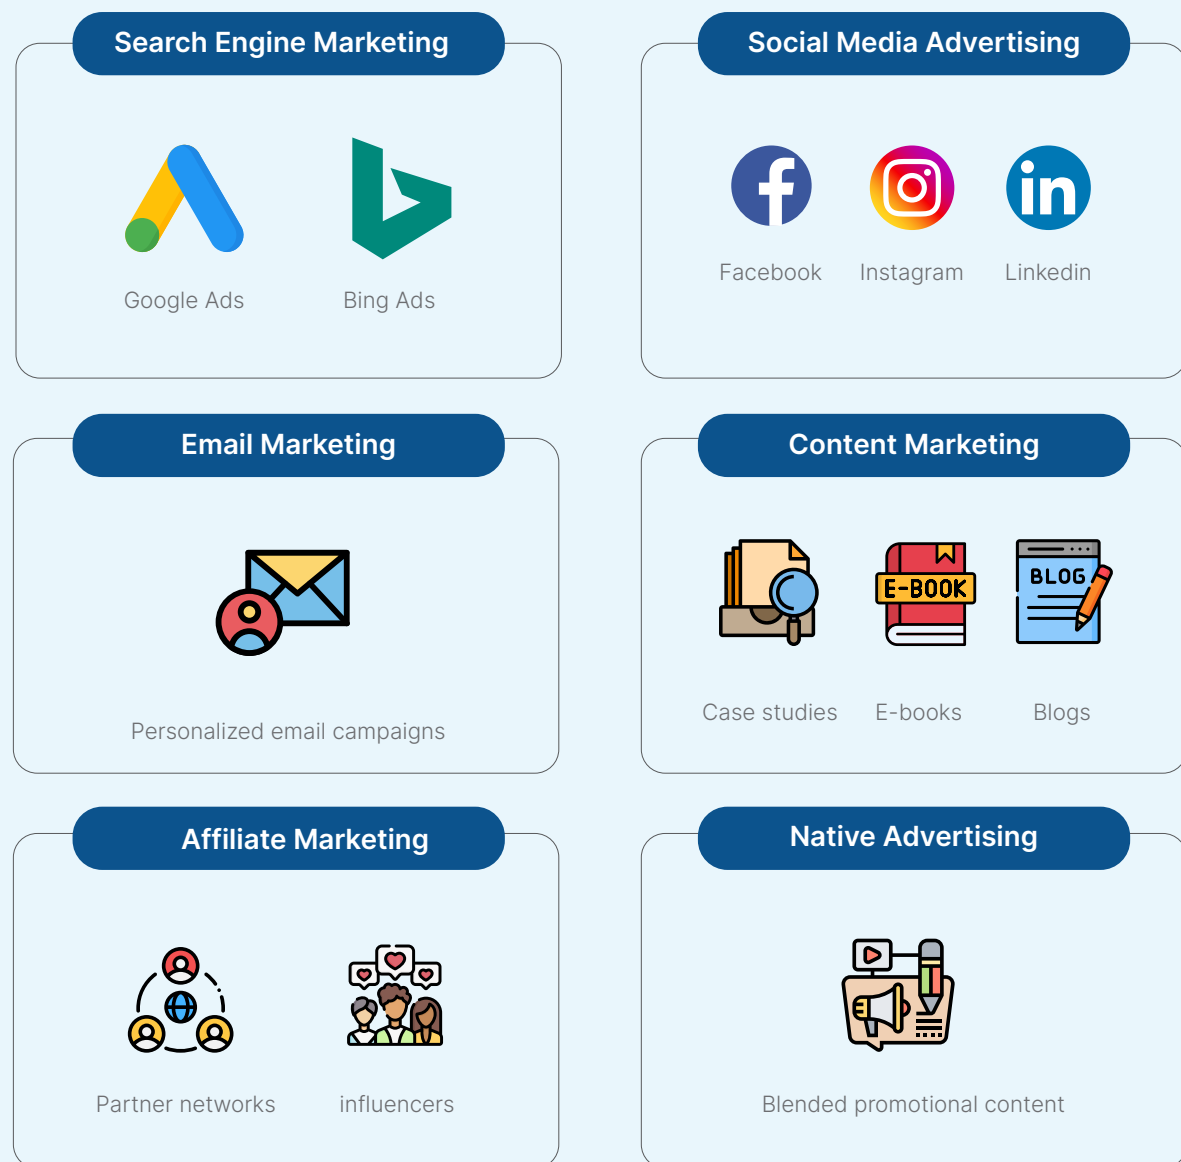 Search Engine Marketing
Google Ads
Bing Ads
Social Media Advertising
Facebook
Instagram
Linkedin
Email Marketing
Personalized email campaigns
Content Marketing
E-BOOK
BLOG
Case studies
E-books
Blogs
Affiliate Marketing
Partner networks
influencers
Native Advertising
Blended promotional content